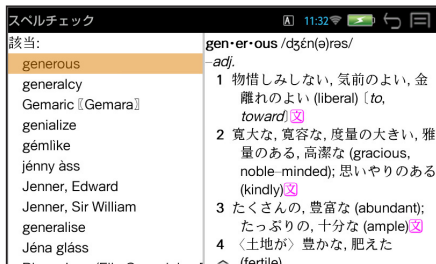 スペルチェック
A 11:32
該当:
generous
generalcy
Gemaric〖Gemara〗
genialize
gémlìke
jénny àss
Jenner, Edward
Jenner, Sir William
generalise
Jéna gláss
gen･er･ous /dʒén(ə)rəs/
–adj.
1 物惜しみしない, 気前のよい, 金
離れのよい (liberal)〔to,
toward〕文
2 寛大な, 寛容な, 度量の大きい, 雅
量のある, 高潔な (gracious,
noble–minded); 思いやりのある
(kindly)文
3 たくさんの, 豊富な (abundant);
たっぷりの, 十分な (ample)文
4 〈土地が〉豊かな, 肥えた
(fertile)